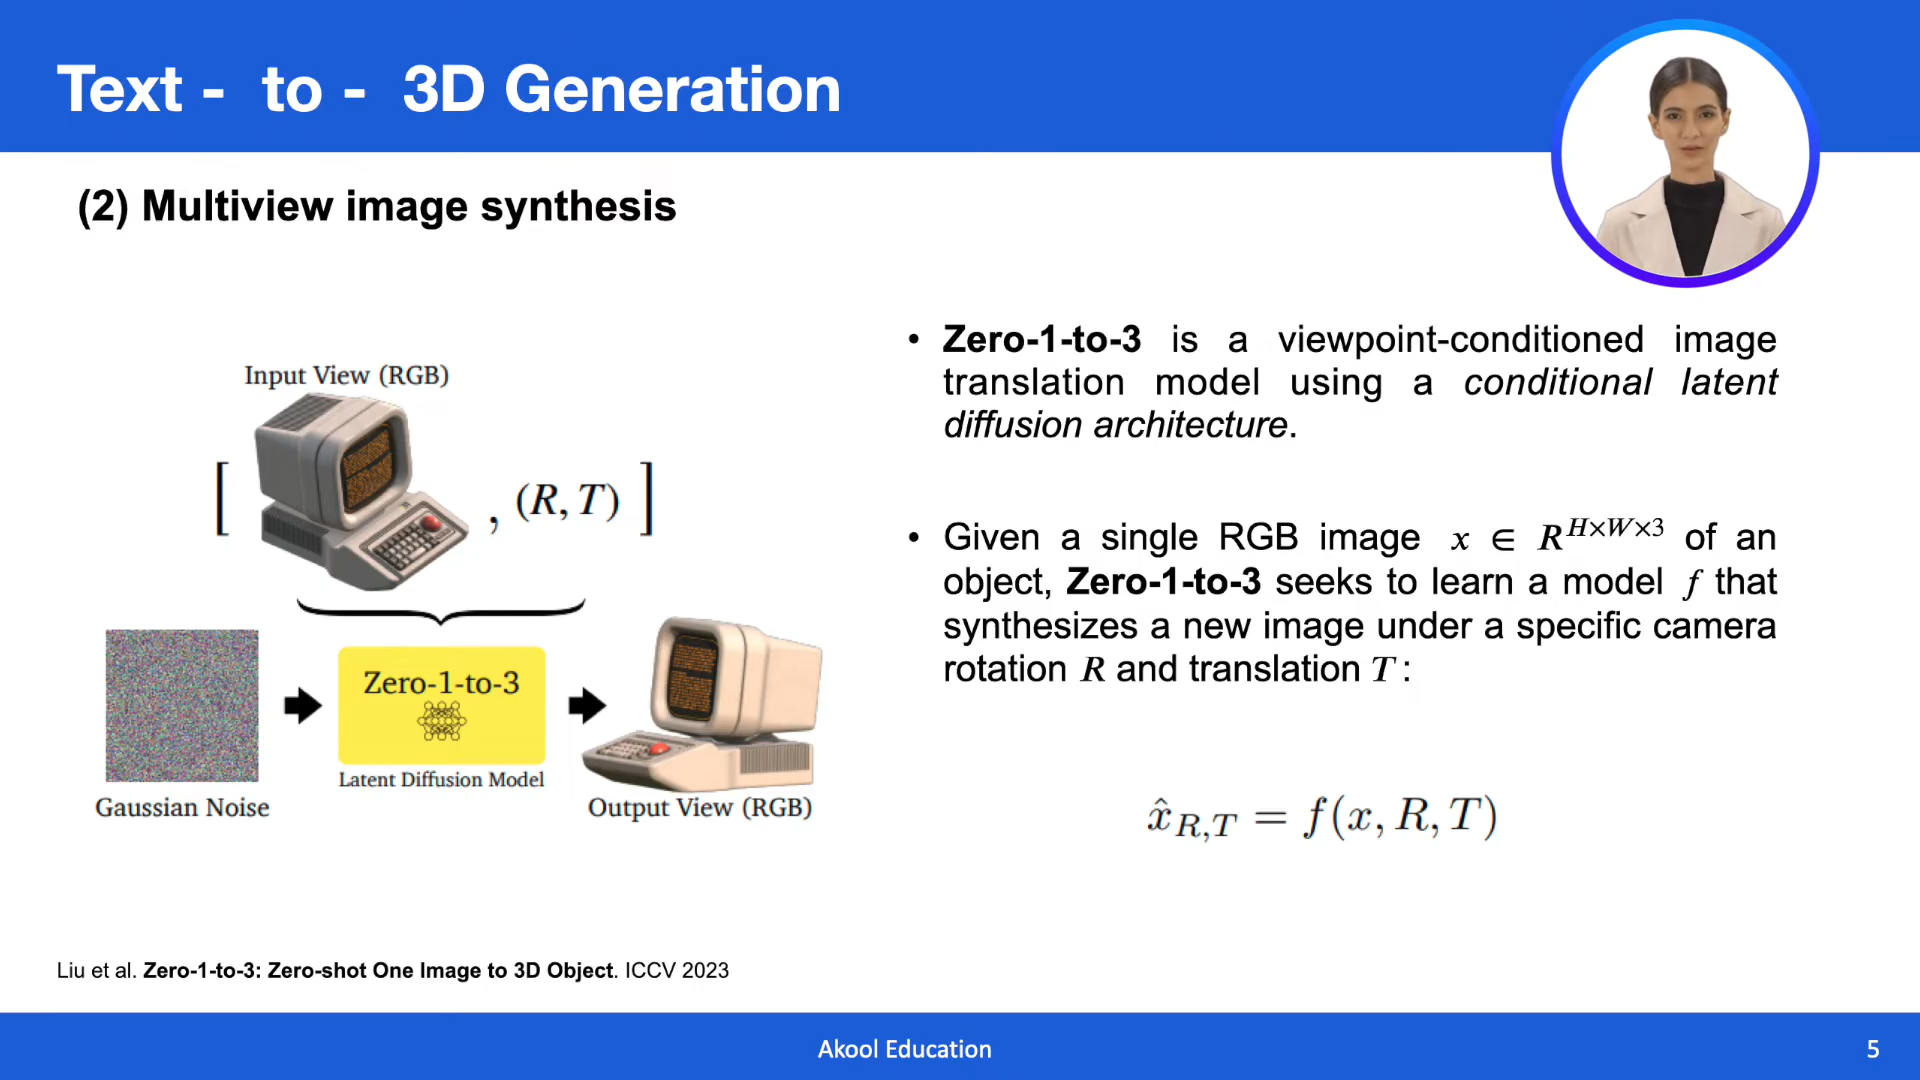 Text - to - 3D Generation
(2) Multiview image synthesis
Input View (RGB)
[ , (R, T) ]
Zero-1-to-3
Latent Diffusion Model
Gaussian Noise
Output View (RGB)
• Zero-1-to-3 is a viewpoint-conditioned image
translation model using a conditional latent
diffusion architecture.
• Given a single RGB image x ∈ R^{H×W×3} of an
object, Zero-1-to-3 seeks to learn a model f that
synthesizes a new image under a specific camera
rotation R and translation T :
x̂_{R,T} = f(x, R, T)
Liu et al. Zero-1-to-3: Zero-shot One Image to 3D Object. ICCV 2023
Akool Education
5